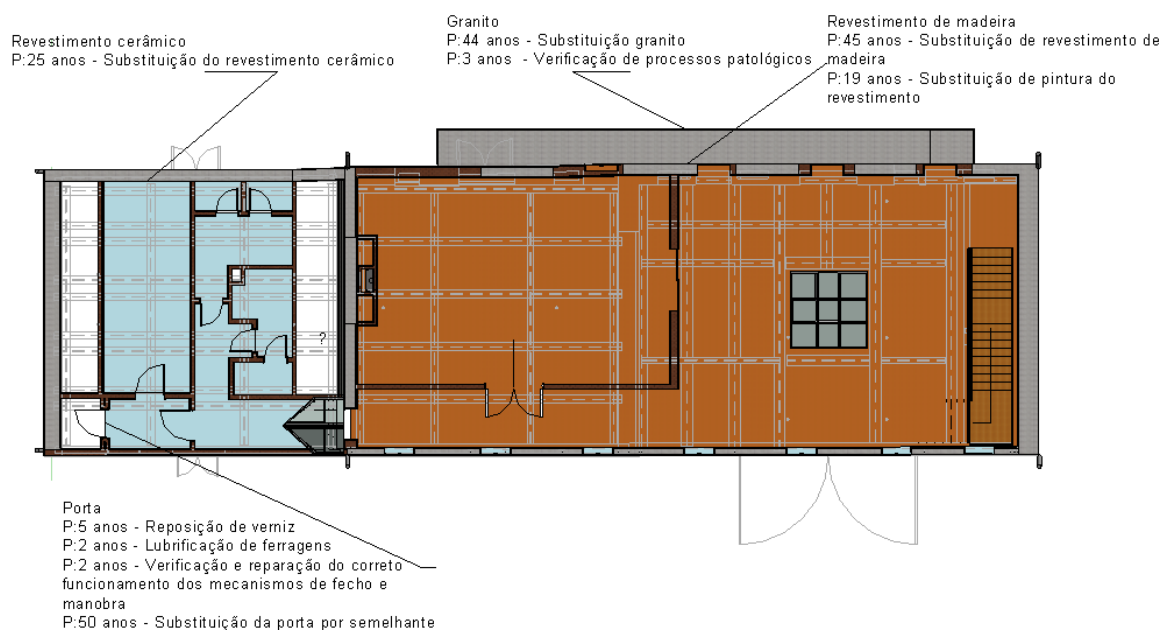 Revestimento cerâmico
P:25 anos - Substituição do revestimento cerâmico
Granito
P:44 anos - Substituição granito
P:3 anos - Verificação de processos patológicos
Revestimento de madeira
P:45 anos - Substituição de revestimento de
madeira
P:19 anos - Substituição de pintura do
revestimento
?
Porta
P:5 anos - Reposição de verniz
P:2 anos - Lubrificação de ferragens
P:2 anos - Verificação e reparação do correto
funcionamento dos mecanismos de fecho e
manobra
P:50 anos - Substituição da porta por semelhante